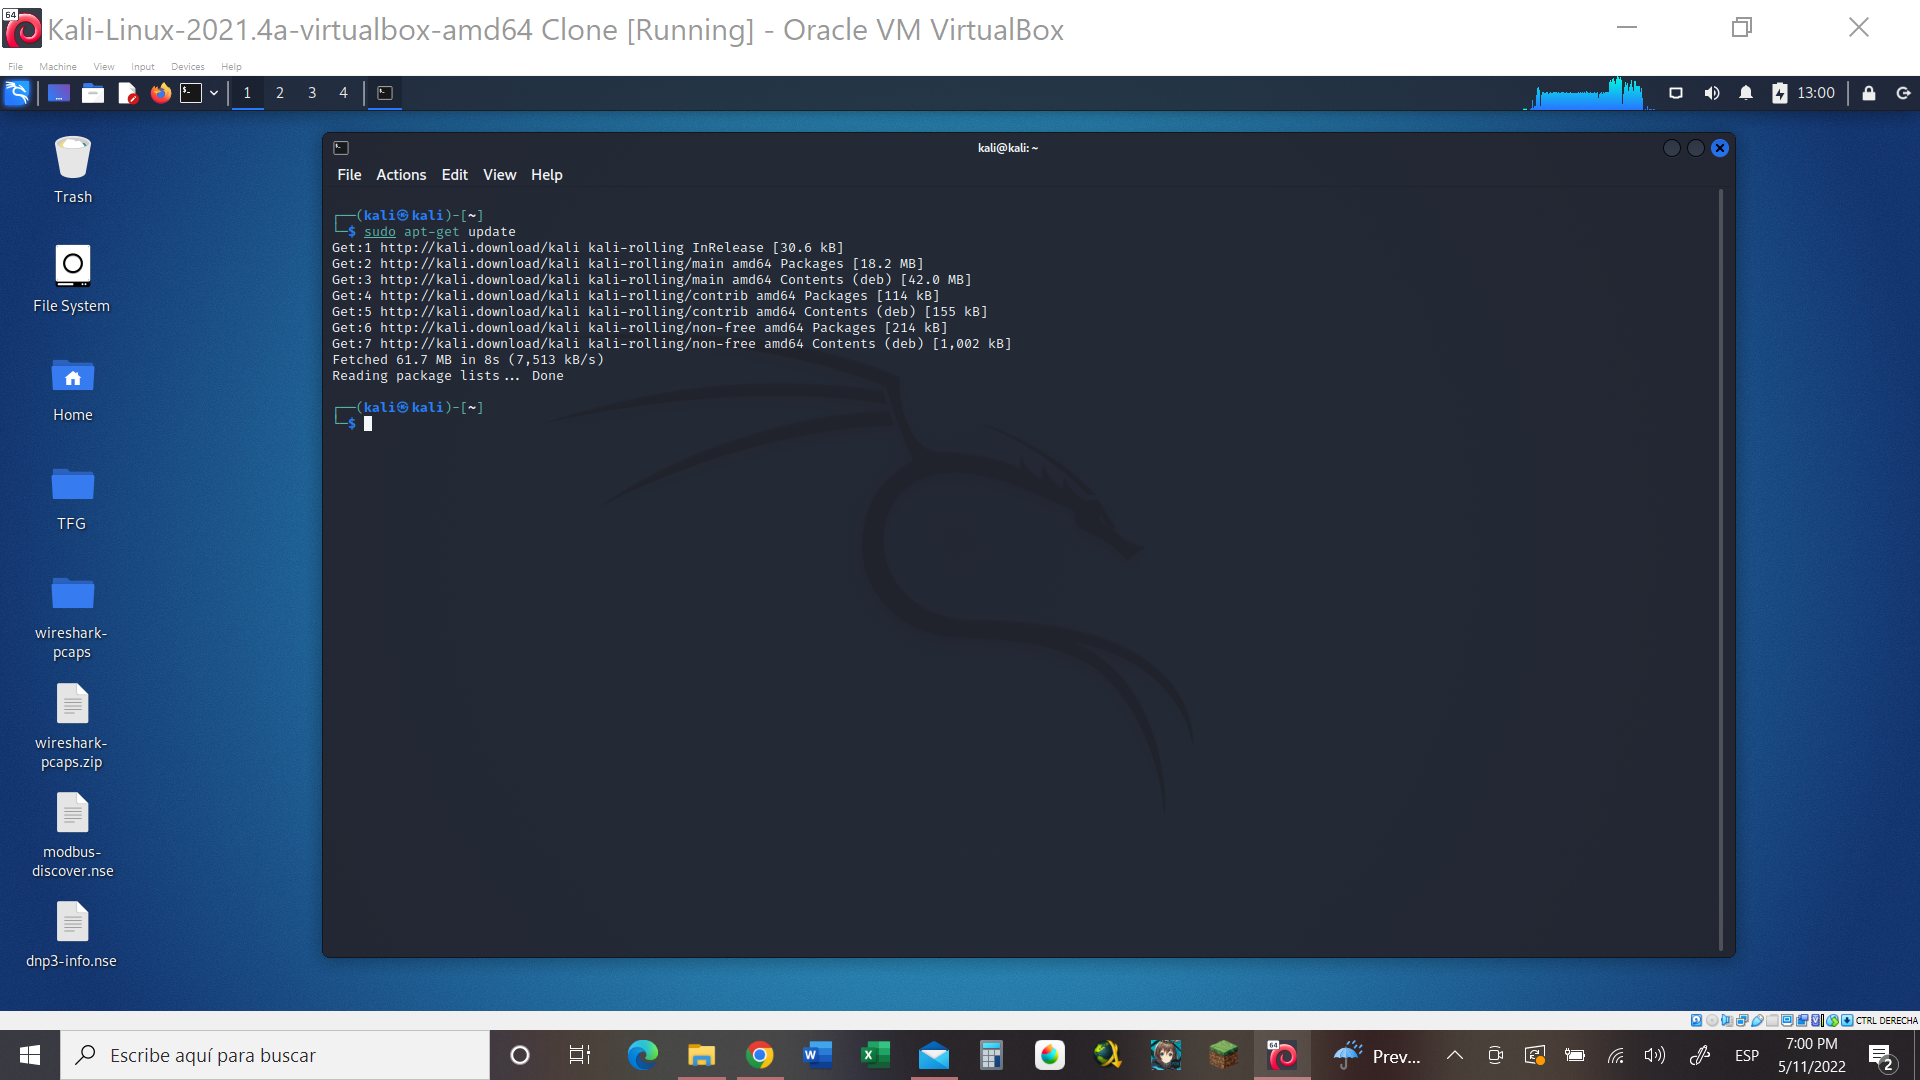 Kali-Linux-2021.4a-virtualbox-amd64 Clone [Running] - Oracle VM VirtualBox
File Machine View Input Devices Help
1 2 3 4 13:00
kali@kali: ~
File Actions Edit View Help
┌──(kali㉿kali)-[~]
└─$ sudo apt-get update
Get:1 http://kali.download/kali kali-rolling InRelease [30.6 kB]
Get:2 http://kali.download/kali kali-rolling/main amd64 Packages [18.2 MB]
Get:3 http://kali.download/kali kali-rolling/main amd64 Contents (deb) [42.0 MB]
Get:4 http://kali.download/kali kali-rolling/contrib amd64 Packages [114 kB]
Get:5 http://kali.download/kali kali-rolling/contrib amd64 Contents (deb) [155 kB]
Get:6 http://kali.download/kali kali-rolling/non-free amd64 Packages [214 kB]
Get:7 http://kali.download/kali kali-rolling/non-free amd64 Contents (deb) [1,002 kB]
Fetched 61.7 MB in 8s (7,513 kB/s)
Reading package lists... Done
┌──(kali㉿kali)-[~]
└─$
Trash
File System
Home
TFG
wireshark-
pcaps
wireshark-
pcaps.zip
modbus-
discover.nse
dnp3-info.nse
CTRL DERECHA
Escribe aquí para buscar
Prev...
ESP
7:00 PM
5/11/2022
2